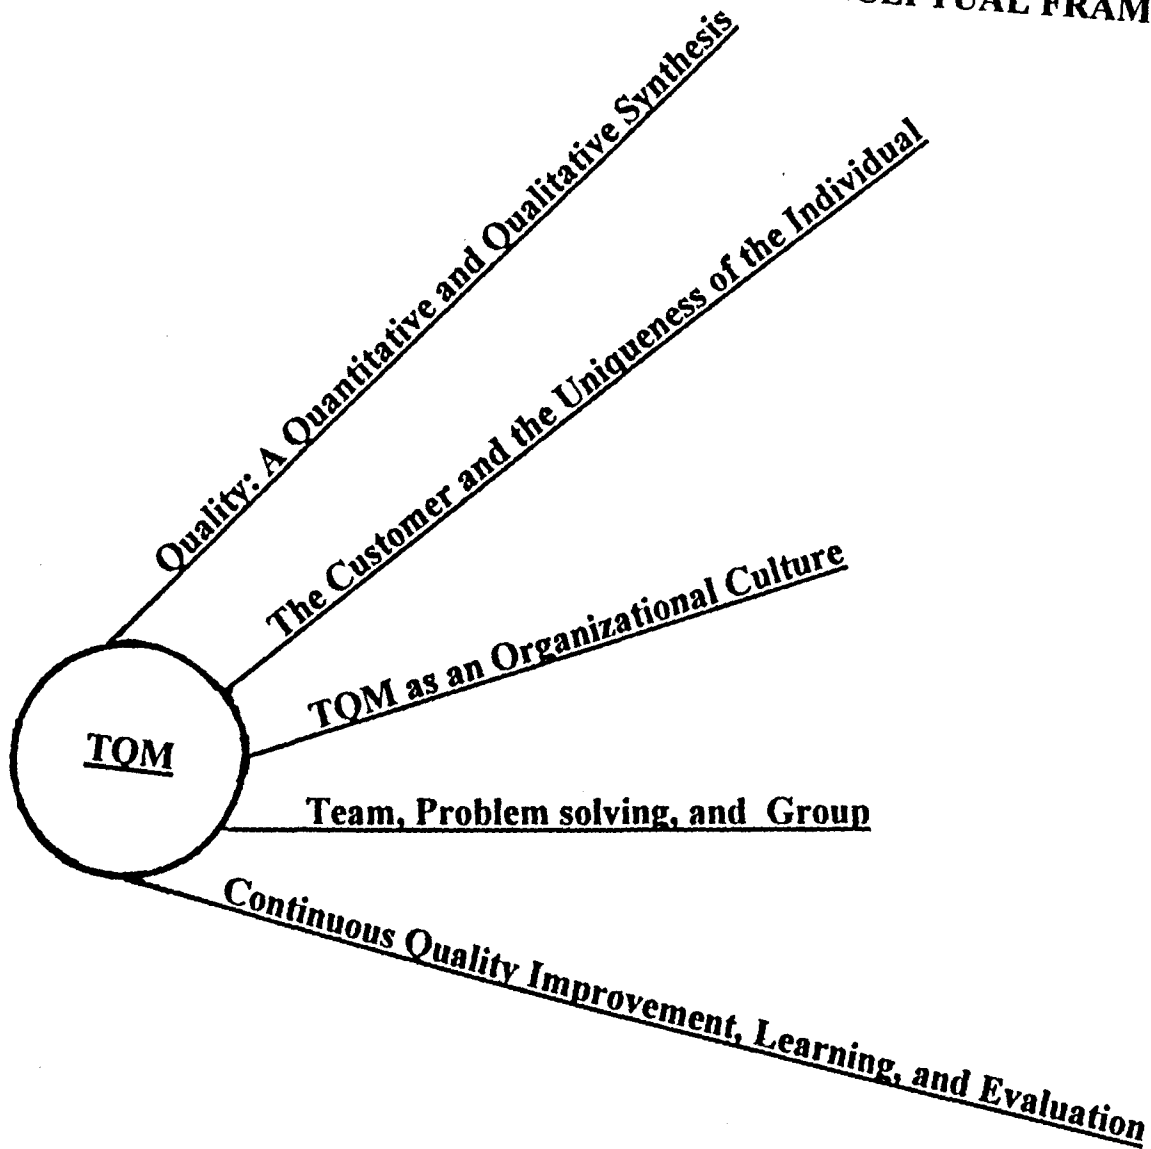 FRAM
Quality: A Quantitative and Qualitative Synthesis
The Customer and the Uniqueness of the Individual
TQM as an Organizational Culture
TQM
Team, Problem solving, and Group
Continuous Quality Improvement, Learning, and Evaluation